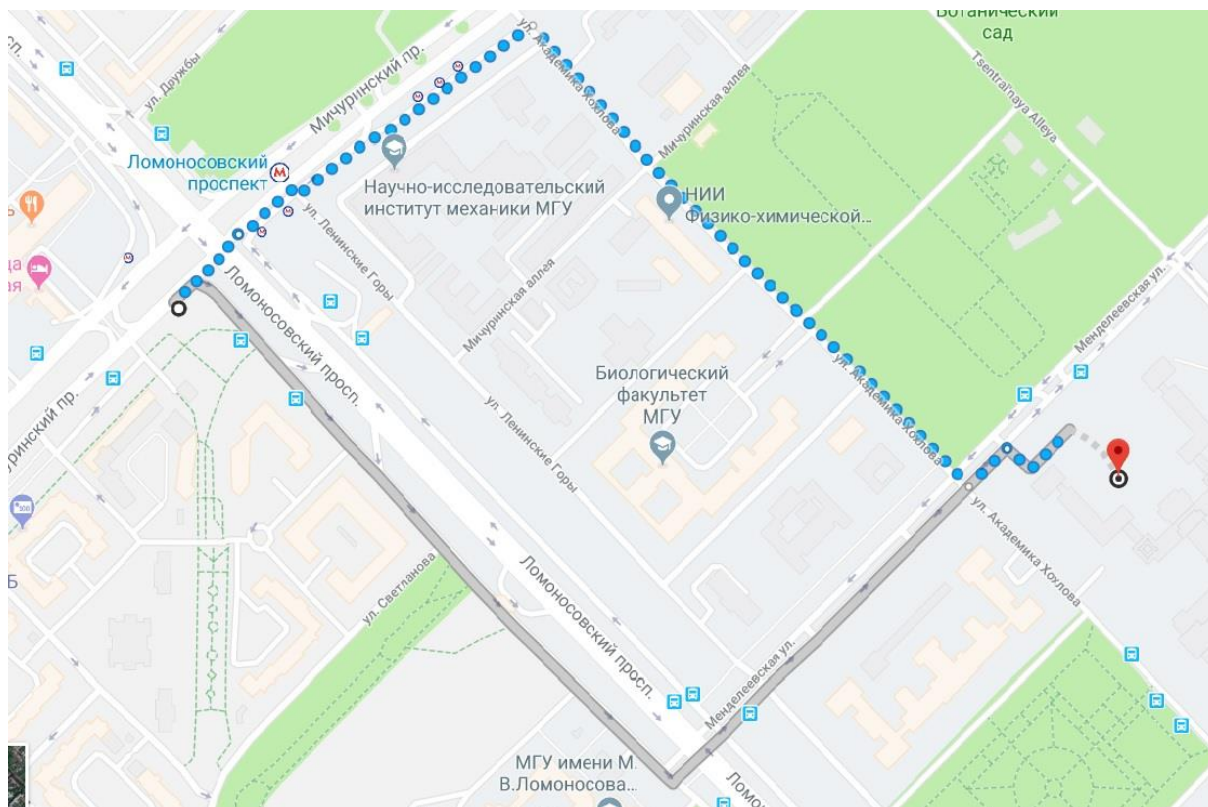 Ботанический
сад
ул. Академика Хохлова
Мичуринский пр.
ул. Дружбы
просп.
Tsentral'naya Alleya
Мичуринская аллея
Ломоносовский
проспект
М
Научно-исследовательский
институт механики МГУ
НИИ
Физико-химической...
ул. Ленинские Горы
Менделеевская ул.
Ломоносовский просп.
Мичуринская аллея
Биологический
факультет
МГУ
ул. Академика Хохлова
ул. Ленинские Горы
ул. Академика Хохлова
ул. Светланова
Ломоносовский просп.
Менделеевская ул.
МГУ имени М.
В.Ломоносова...